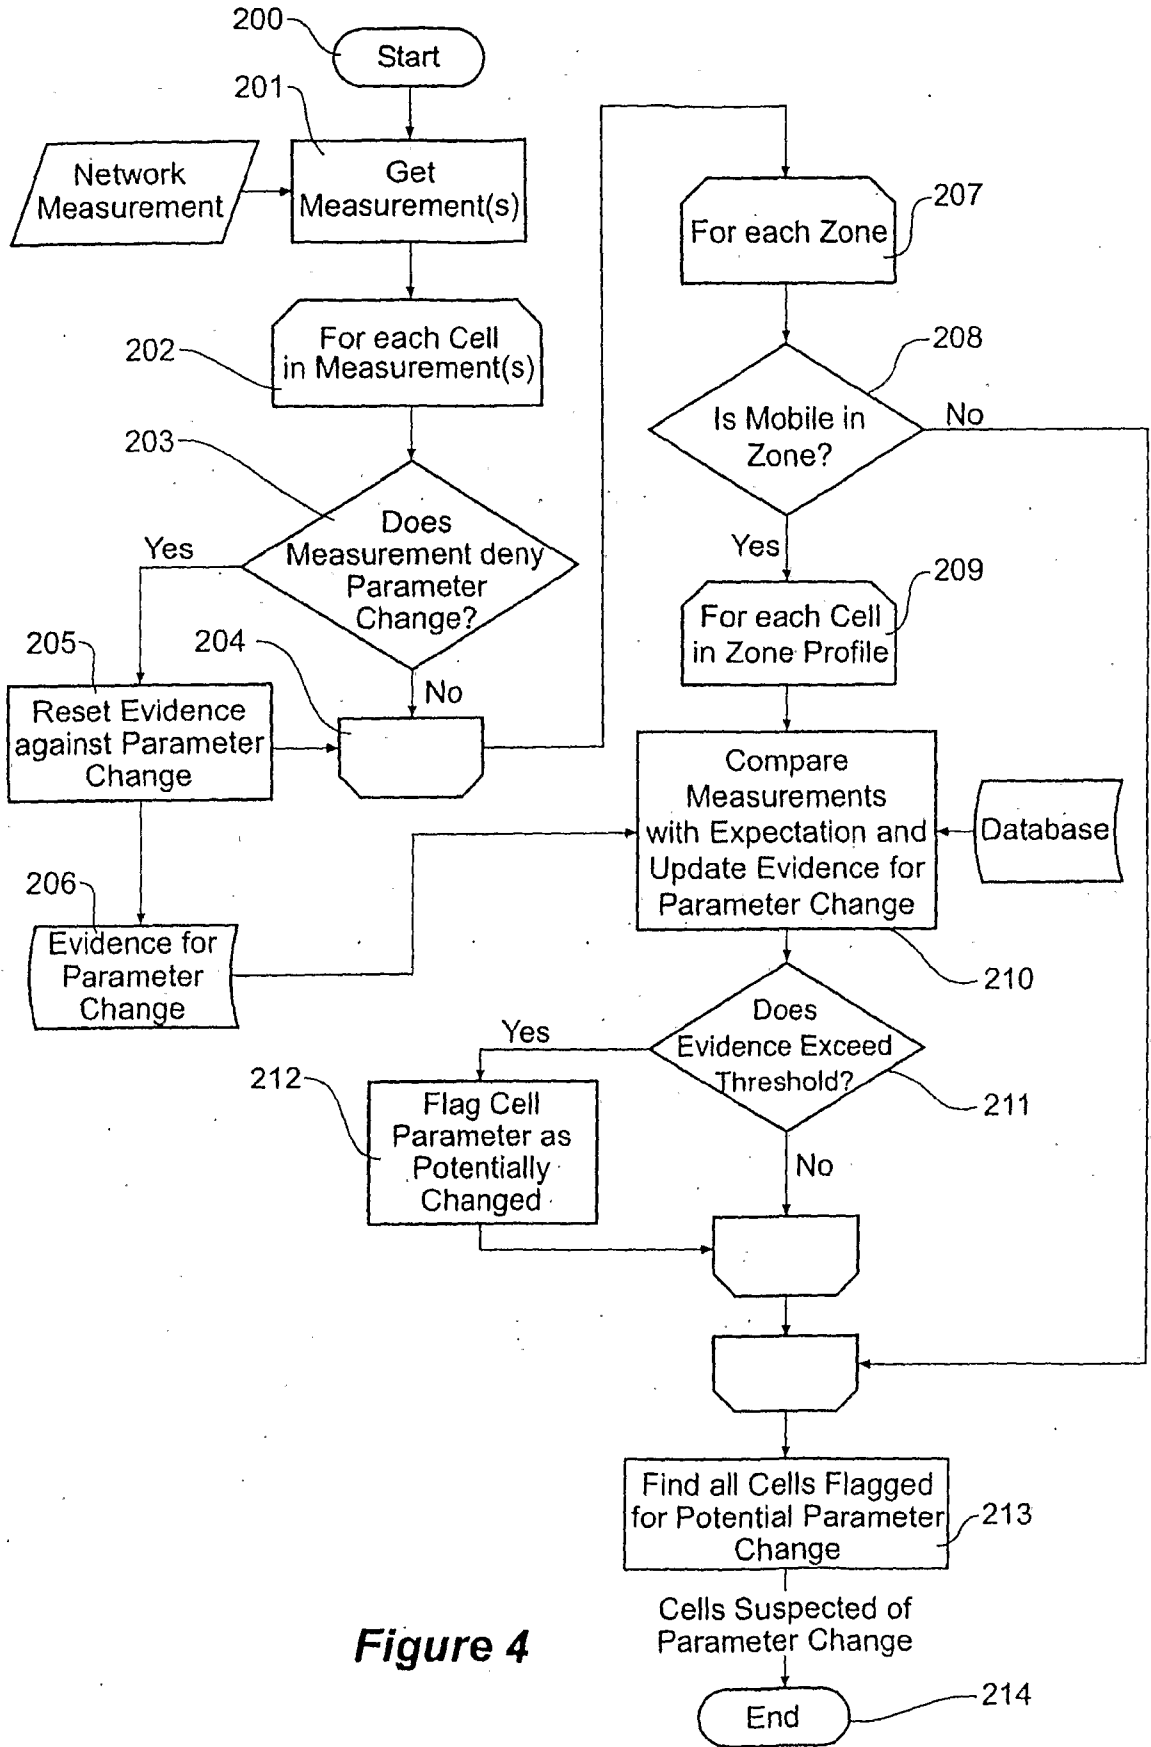 200
Start
201
Network
Measurement
Get
Measurement(s)
202
For each Cell
in Measurement(s)
203
Does
Measurement deny
Parameter
Change?
Yes
No
204
205
Reset Evidence
against Parameter
Change
206
Evidence for
Parameter
Change
For each Zone
207
208
Is Mobile in
Zone?
No
Yes
209
For each Cell
in Zone Profile
Compare
Measurements
with Expectation and
Update Evidence for
Parameter Change
Database
210
Does
Evidence Exceed
Threshold?
211
Yes
No
212
Flag Cell
Parameter as
Potentially
Changed
Find all Cells Flagged
for Potential Parameter
Change
213
Cells Suspected of
Parameter Change
End
214
Figure 4